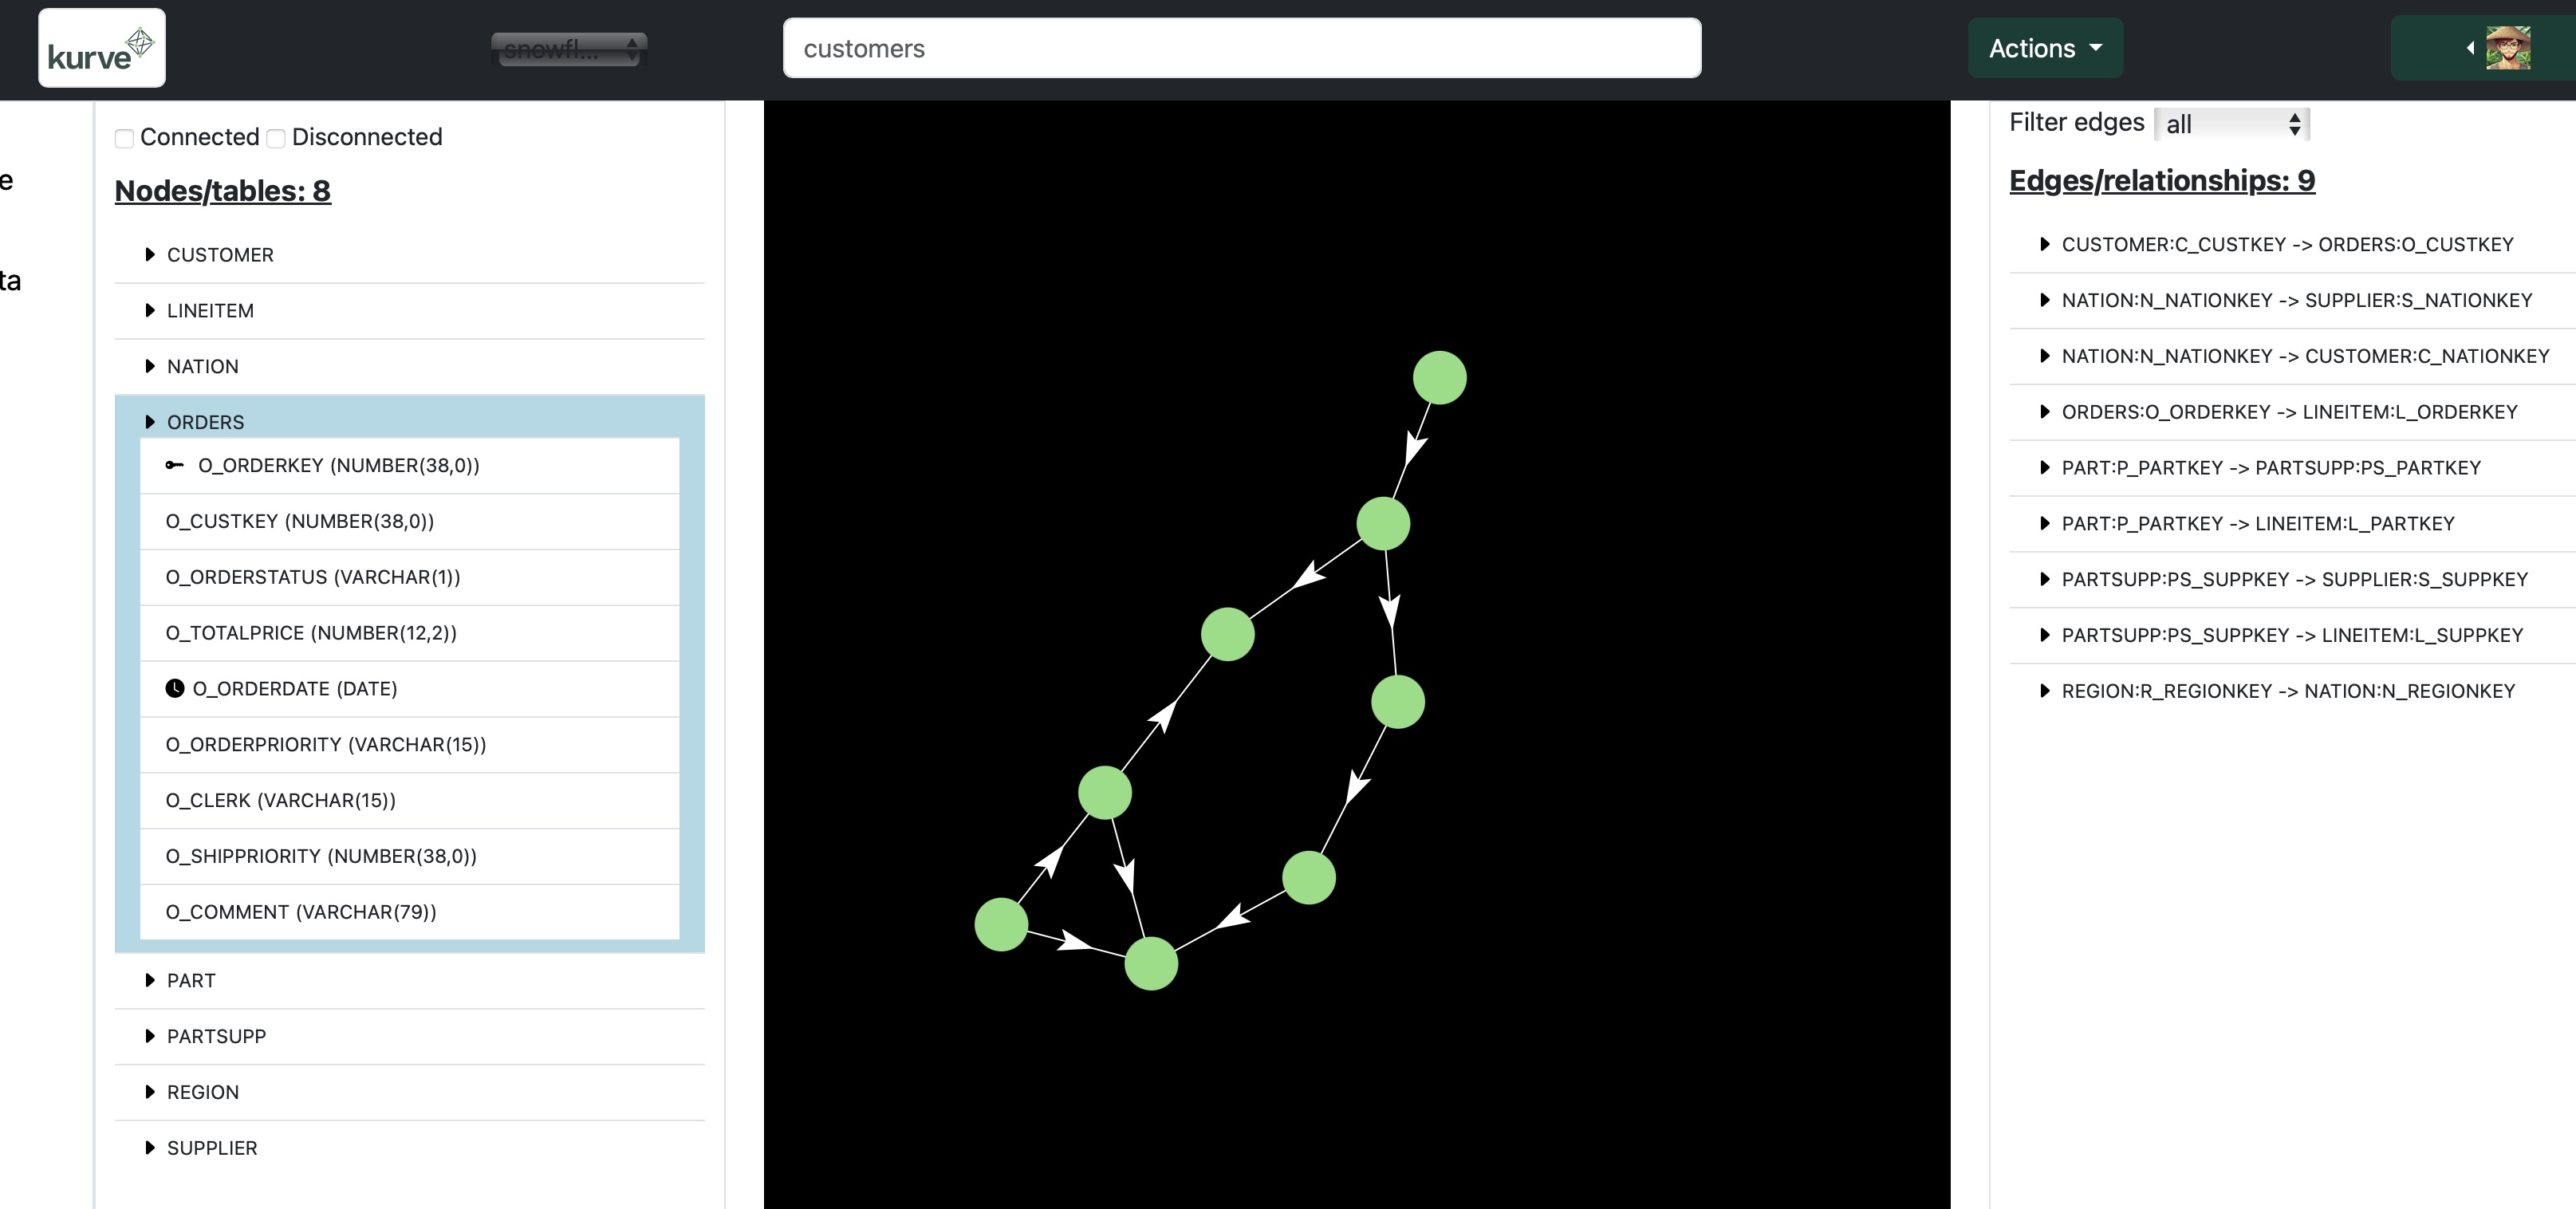 kurve
snowfl...
customers
Actions
e
ta
Connected Disconnected
Nodes/tables: 8
CUSTOMER
LINEITEM
NATION
ORDERS
O_ORDERKEY (NUMBER(38,0))
O_CUSTKEY (NUMBER(38,0))
O_ORDERSTATUS (VARCHAR(1))
O_TOTALPRICE (NUMBER(12,2))
O_ORDERDATE (DATE)
O_ORDERPRIORITY (VARCHAR(15))
O_CLERK (VARCHAR(15))
O_SHIPPRIORITY (NUMBER(38,0))
O_COMMENT (VARCHAR(79))
PART
PARTSUPP
REGION
SUPPLIER
Filter edges all
Edges/relationships: 9
CUSTOMER:C_CUSTKEY -> ORDERS:O_CUSTKEY
NATION:N_NATIONKEY -> SUPPLIER:S_NATIONKEY
NATION:N_NATIONKEY -> CUSTOMER:C_NATIONKEY
ORDERS:O_ORDERKEY -> LINEITEM:L_ORDERKEY
PART:P_PARTKEY -> PARTSUPP:PS_PARTKEY
PART:P_PARTKEY -> LINEITEM:L_PARTKEY
PARTSUPP:PS_SUPPKEY -> SUPPLIER:S_SUPPKEY
PARTSUPP:PS_SUPPKEY -> LINEITEM:L_SUPPKEY
REGION:R_REGIONKEY -> NATION:N_REGIONKEY